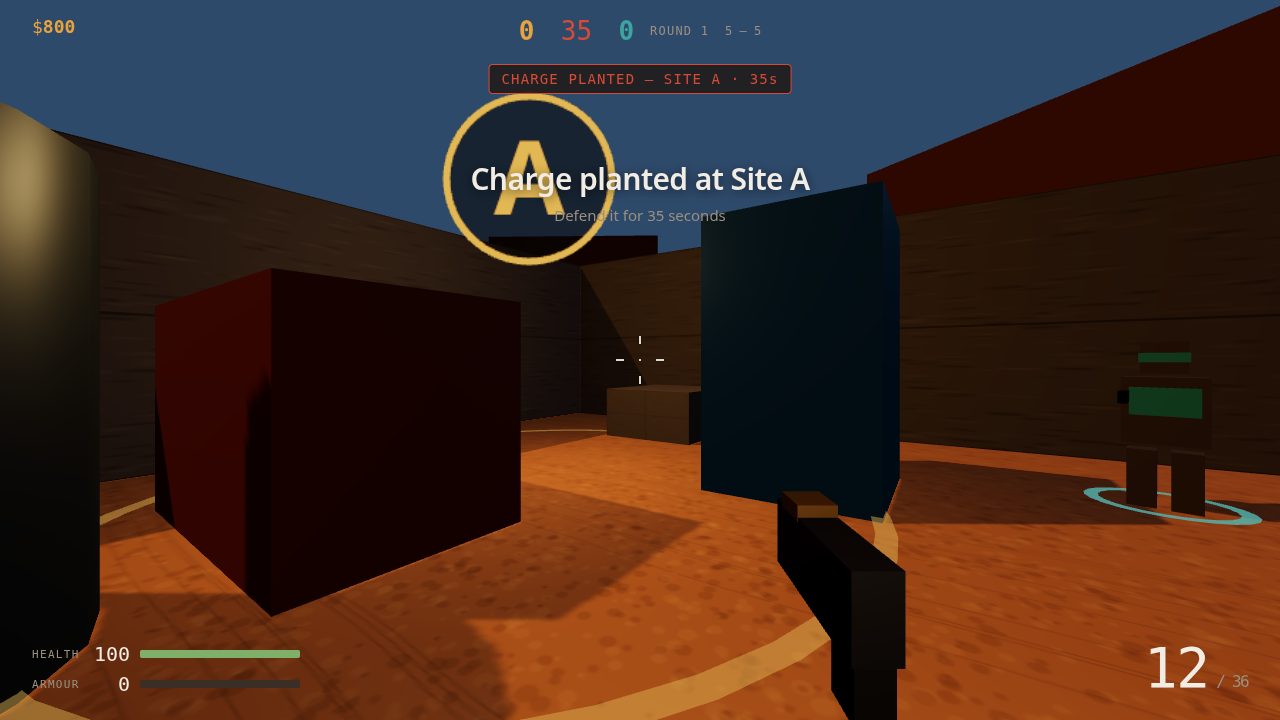 $800
0 35 0 ROUND 1 5 – 5
CHARGE PLANTED — SITE A · 35s
A
Charge planted at Site A
Defend it for 35 seconds
HEALTH 100
ARMOUR 0
12 / 36